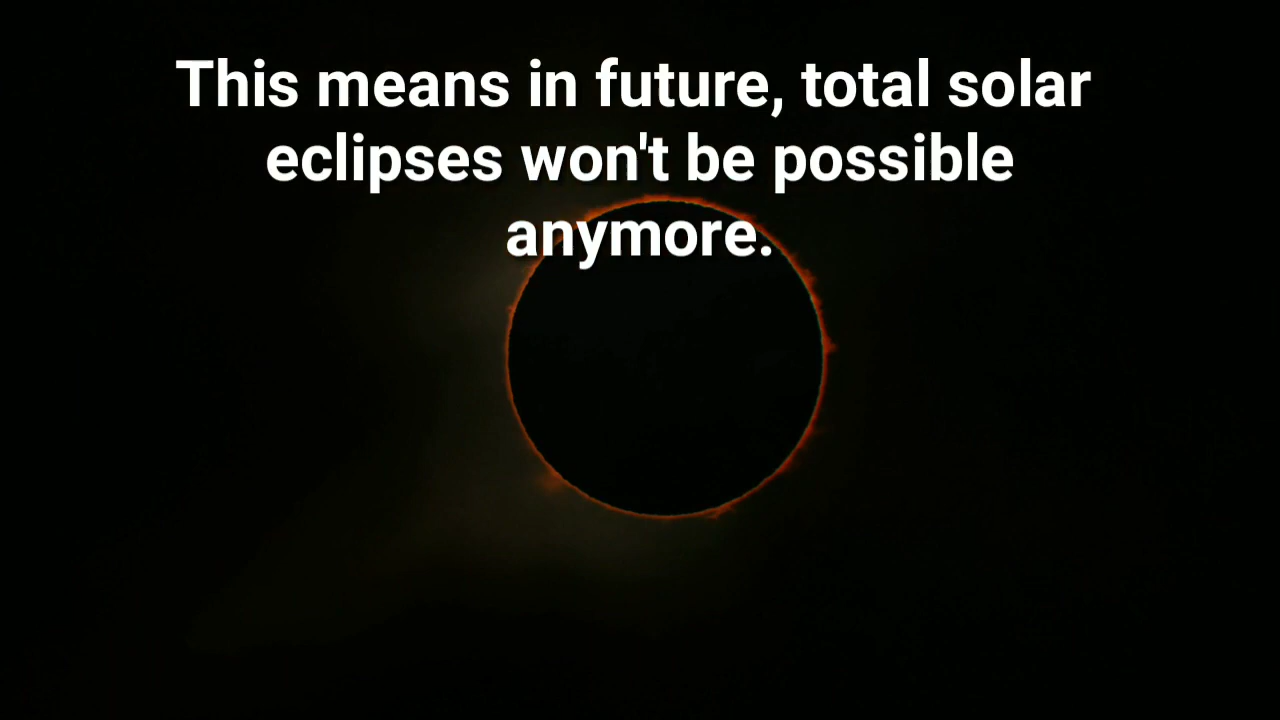 This means in future, total solar
eclipses won't be possible
anymore.